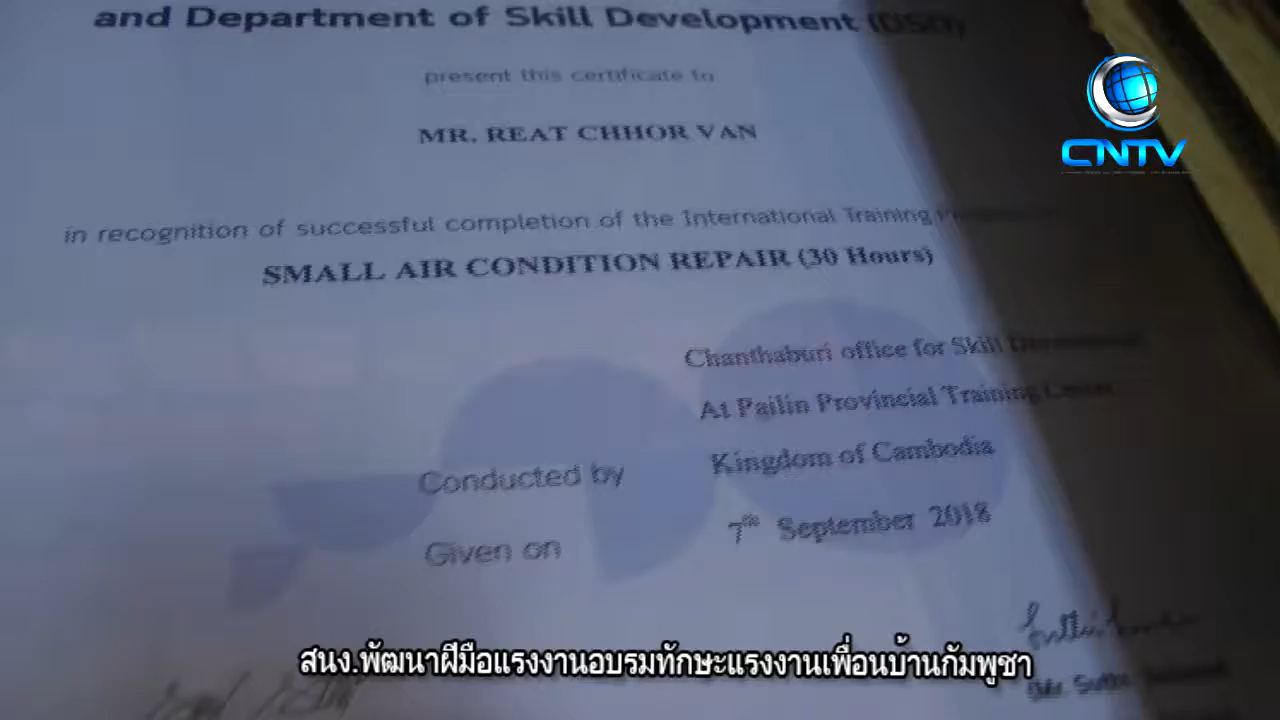 and Department of Skill Development (DSD)
present this certificate to
CNTV
MR. REAT CHHOR VAN
in recognition of successful completion of the International Training
SMALL AIR CONDITION REPAIR (30 Hours)
Chanthaburi office for Skill
At Pailin Provincial Training
Kingdom of Cambodia
Conducted by
7th September 2018
Given on
สนง.พัฒนาฝีมือแรงงานอบรมทักษะแรงงานเพื่อนบ้านกัมพูชา